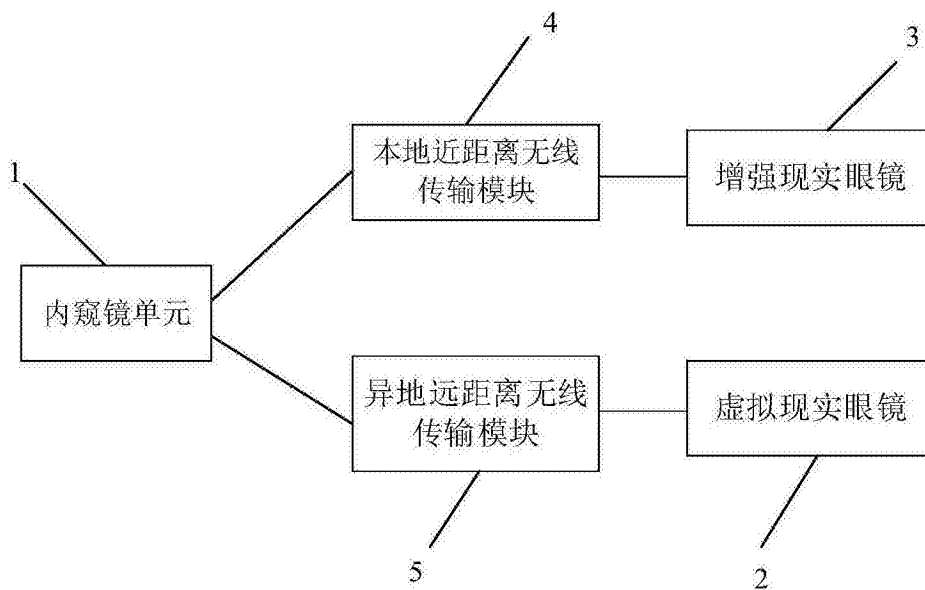 4
3
本地近距离无线
传输模块
增强现实眼镜
1
内窥镜单元
异地远距离无线
传输模块
虚拟现实眼镜
5
2